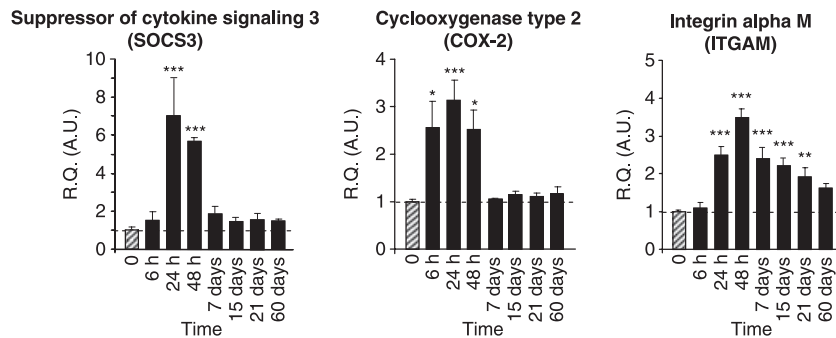 Suppressor of cytokine signaling 3
(SOCS3)
R.Q. (A.U.)
10
8
6
4
2
0
***
***
0
6 h
24 h
48 h
7 days
15 days
21 days
60 days
Time
Cyclooxygenase type 2
(COX-2)
R.Q. (A.U.)
4
3
2
1
0
*
***
*
0
6 h
24 h
48 h
7 days
15 days
21 days
60 days
Time
Integrin alpha M
(ITGAM)
R.Q. (A.U.)
5
4
3
2
1
0
***
***
***
***
**
0
6 h
24 h
48 h
7 days
15 days
21 days
60 days
Time